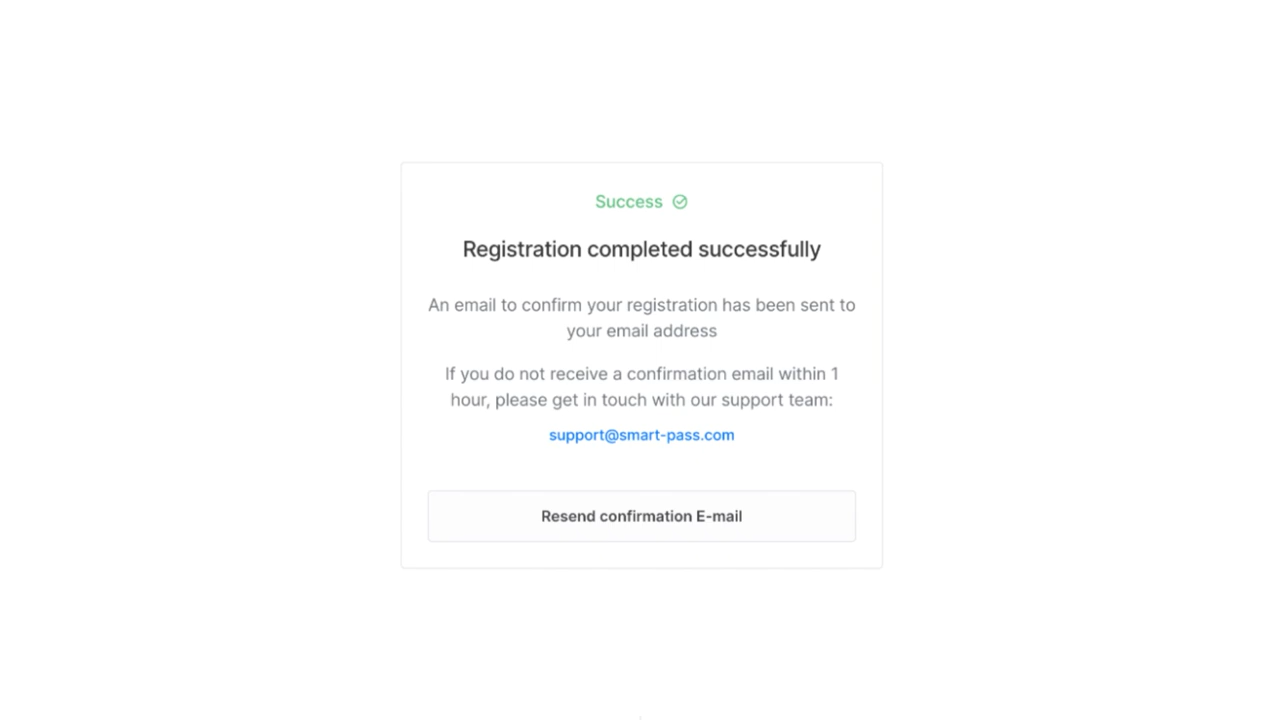 Success
Registration completed successfully
An email to confirm your registration has been sent to
your email address
If you do not receive a confirmation email within 1
hour, please get in touch with our support team:
support@smart-pass.com
Resend confirmation E-mail